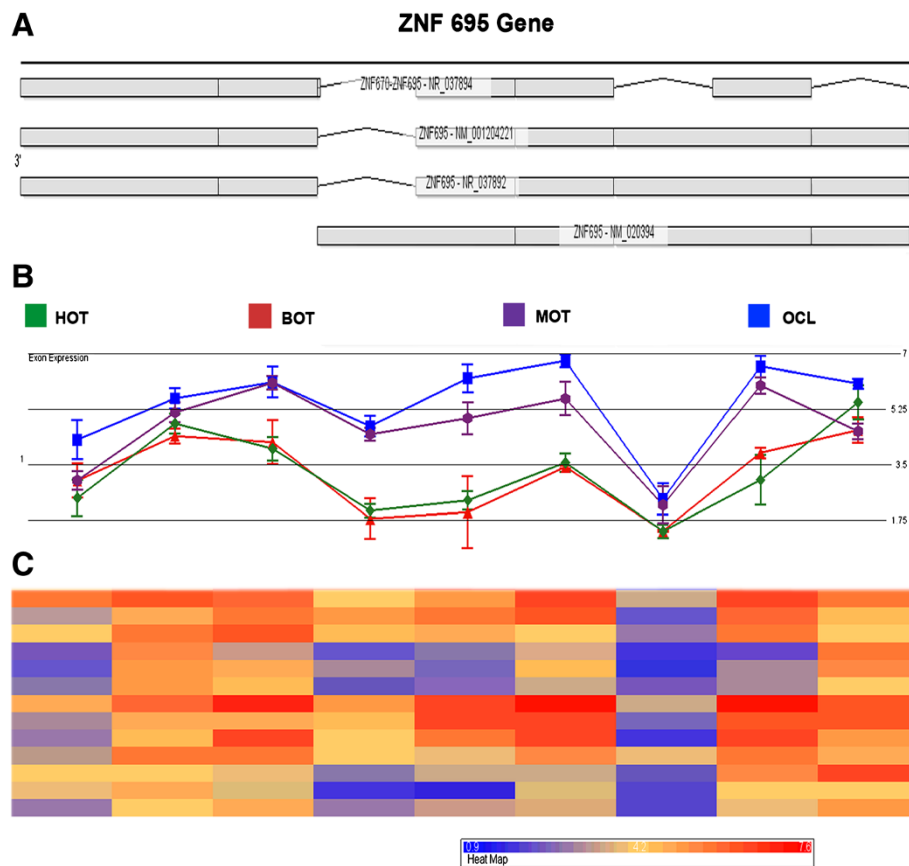 A
ZNF 695 Gene
ZNF670-ZNF695 - NR_037894
ZNF695 - NM_001204221
3'
ZNF695 - NR_037892
ZNF695 - NM_020394
B
HOT
BOT
MOT
OCL
Exon Expression
7
5.25
1
3.5
1.75
C
0.9
4.2
7.6
Heat Map